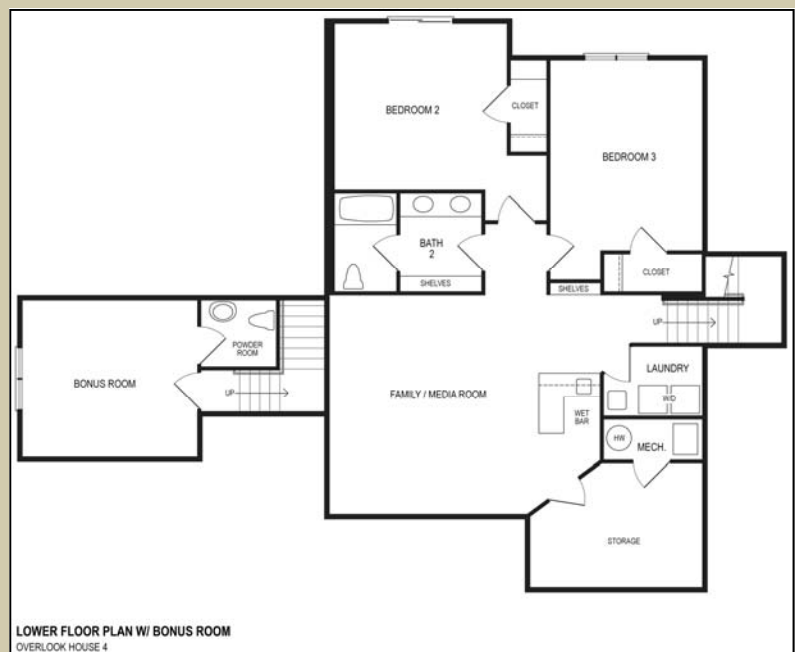 BEDROOM 2
CLOSET
BEDROOM 3
BATH
2
SHELVES
CLOSET
SHELVES
UP
POWDER
ROOM
BONUS ROOM
UP
FAMILY / MEDIA ROOM
LAUNDRY
W/D
WET
BAR
HW
MECH.
STORAGE
LOWER FLOOR PLAN W/ BONUS ROOM
OVERLOOK HOUSE 4